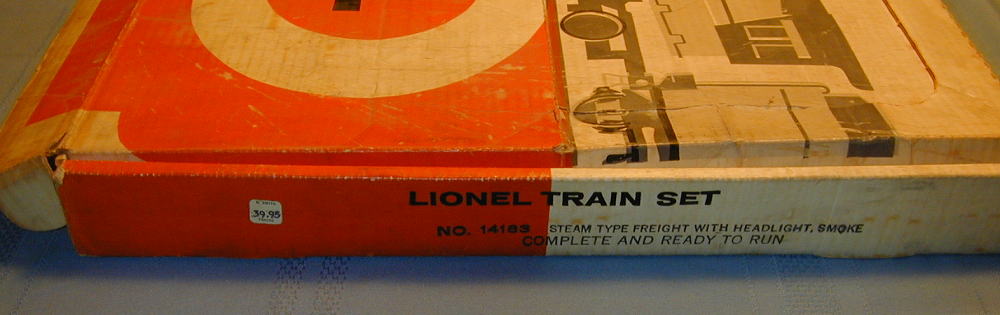 LIONEL TRAIN SET
39.95
NO. 14183 STEAM TYPE FREIGHT WITH HEADLIGHT, SMOKE
COMPLETE AND READY TO RUN